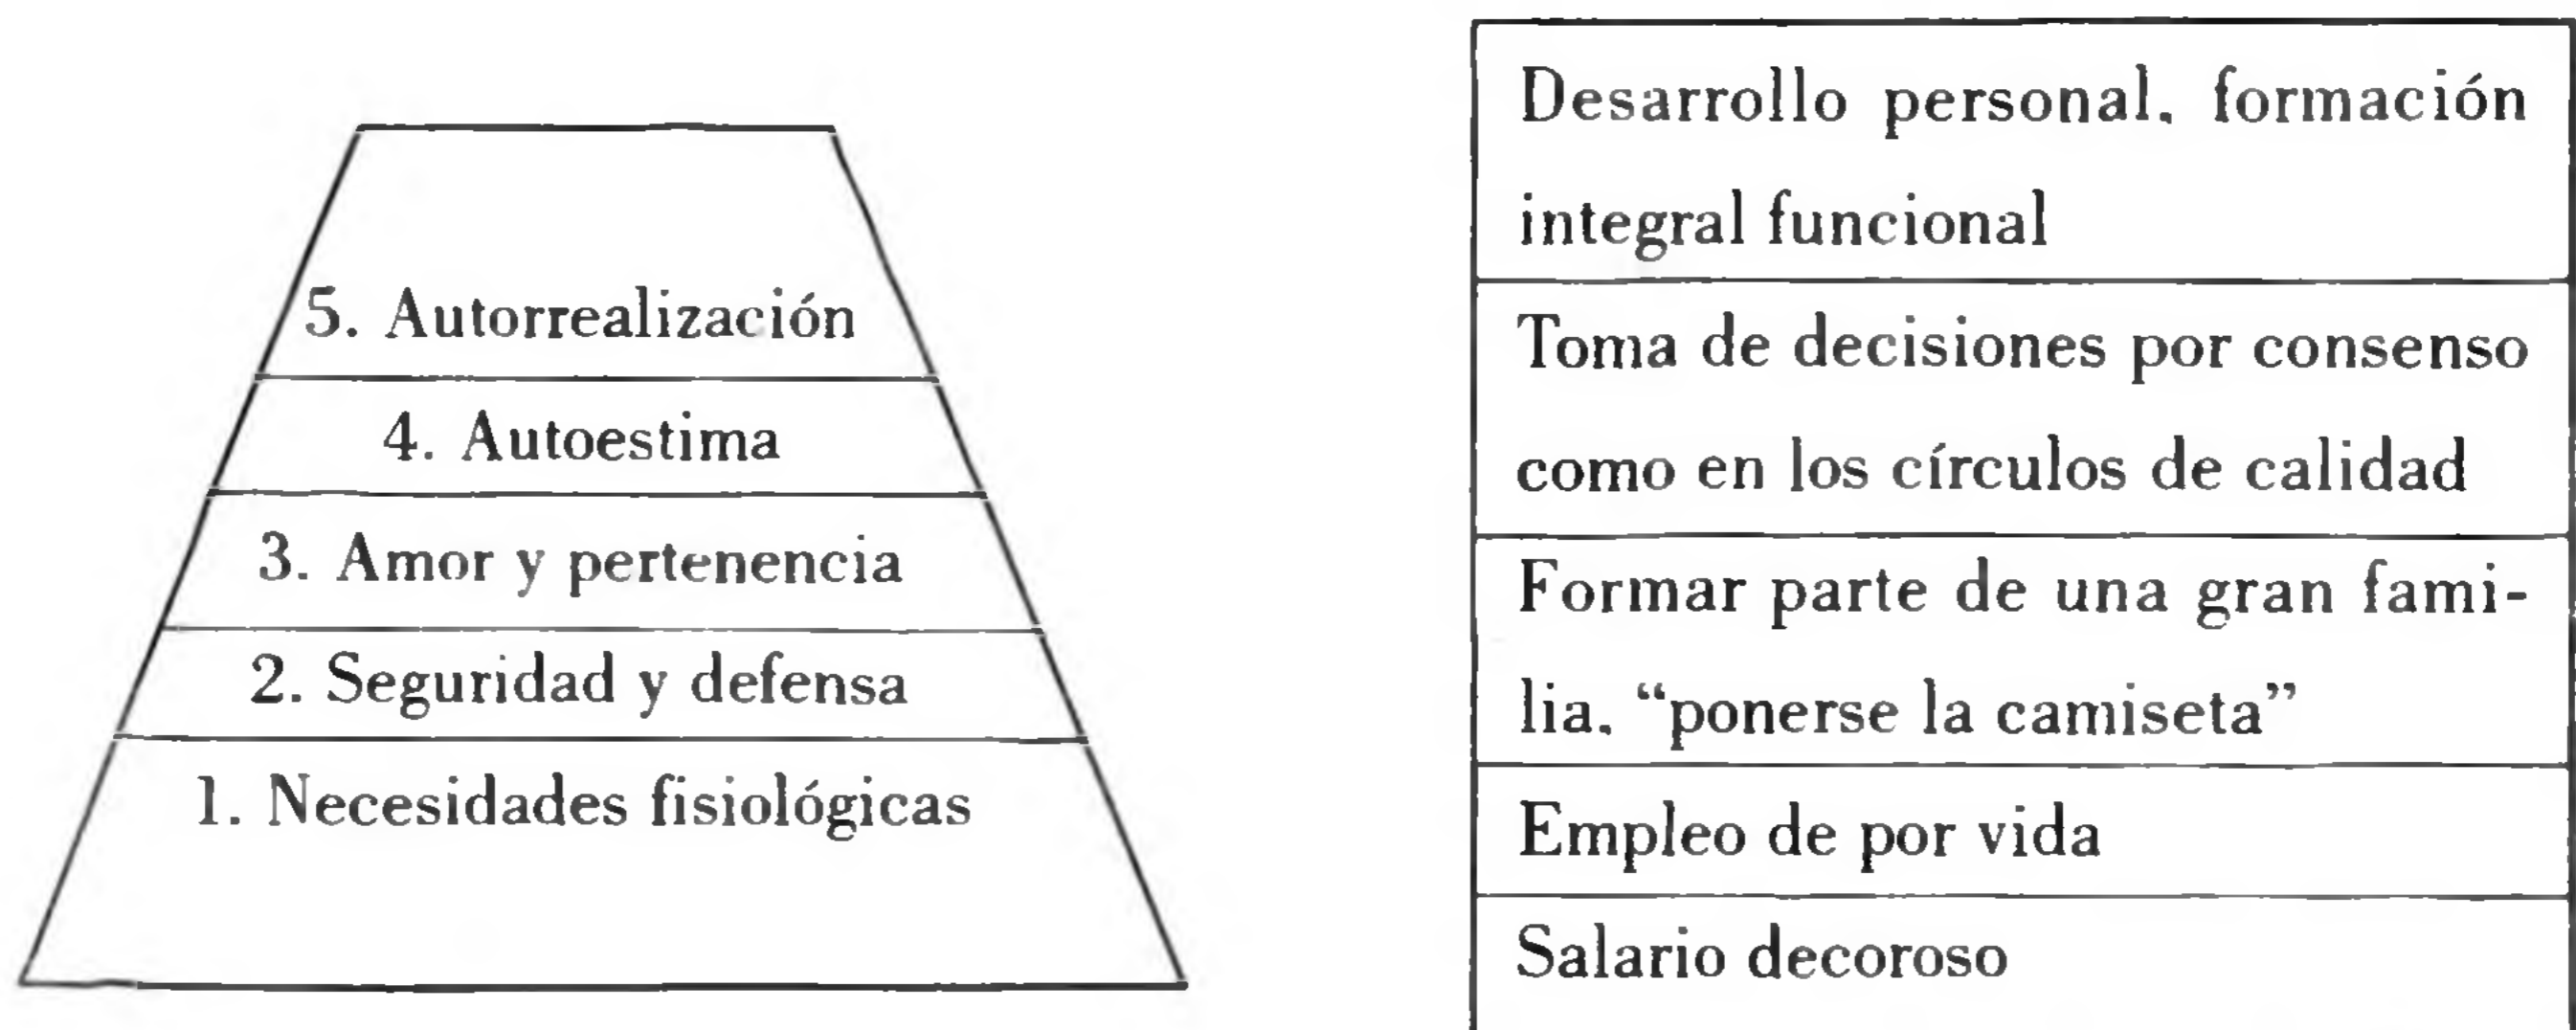 5. Autorrealización
4. Autoestima
3. Amor y pertenencia
2. Seguridad y defensa
1. Necesidades fisiológicas
Desarrollo personal, formación
integral funcional
Toma de decisiones por consenso
como en los círculos de calidad
Formar parte de una gran fami-
lia, “ponerse la camiseta”
Empleo de por vida
Salario decoroso